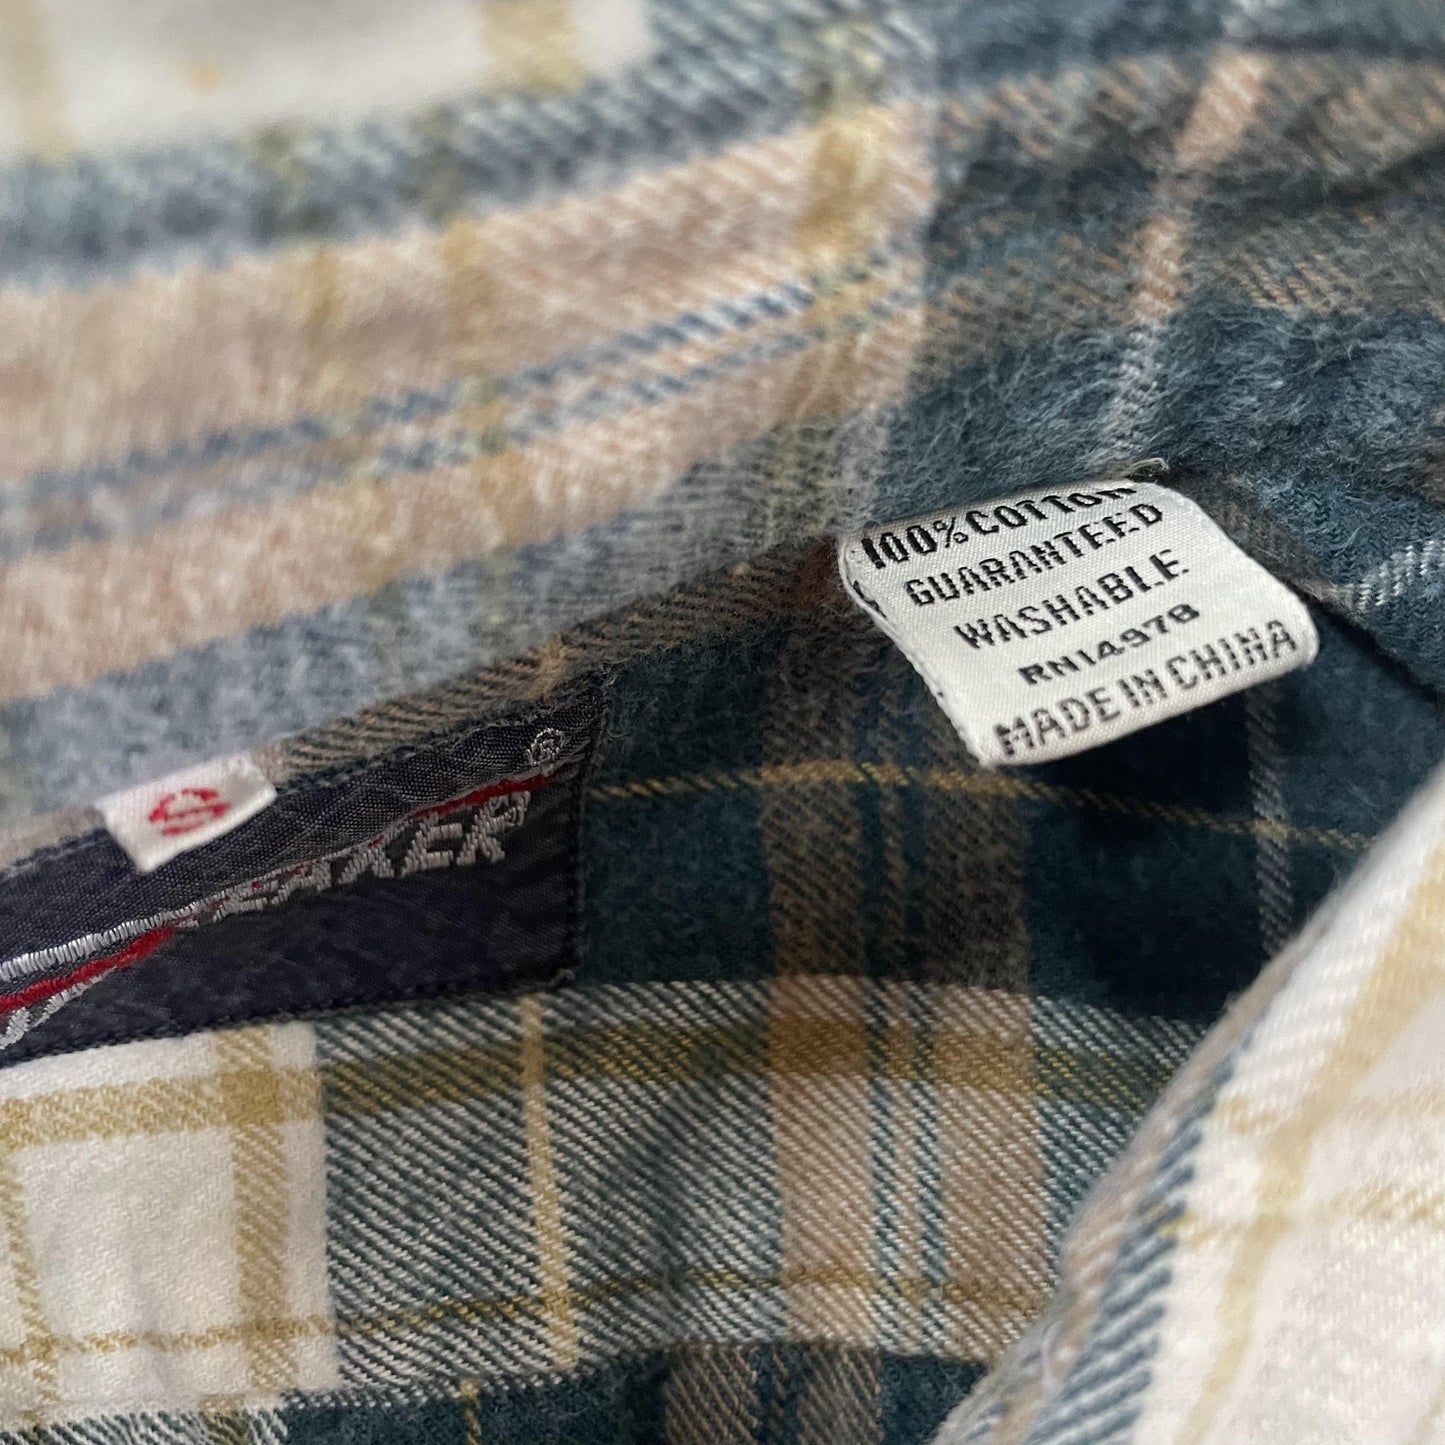 100% COTTON
GUARANTEED
WASHABLE
RN14978
MADE IN CHINA
®